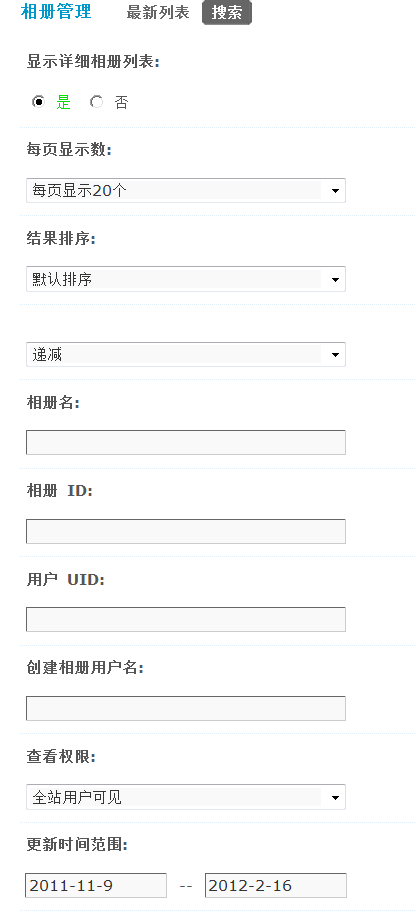 相册管理 最新列表 搜索
显示详细相册列表:
是 否
每页显示数:
每页显示20个
结果排序:
默认排序
递减
相册名:
相册 ID:
用户 UID:
创建相册用户名:
查看权限:
全站用户可见
更新时间范围:
2011-11-9 -- 2012-2-16